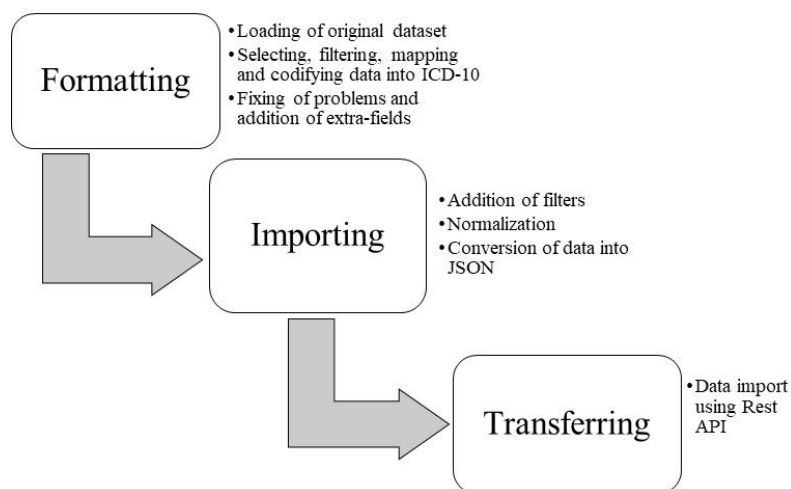 Formatting
•Loading of original dataset
•Selecting, filtering, mapping
and codifying data into ICD-10
•Fixing of problems and
addition of extra-fields
Importing
•Addition of filters
•Normalization
•Conversion of data into
JSON
Transferring
•Data import
using Rest
API